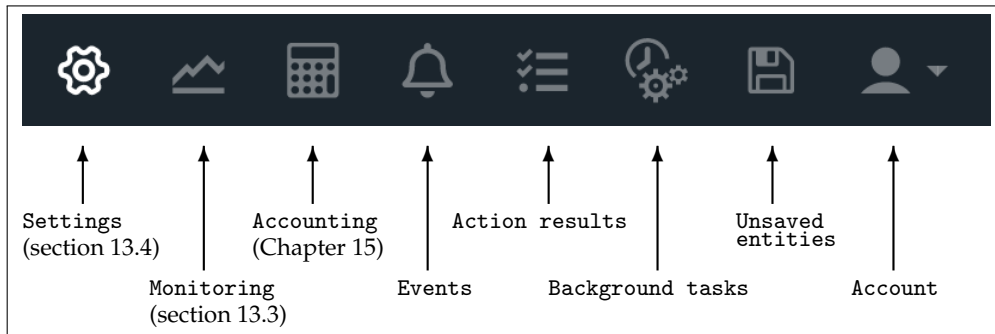 Settings
(section 13.4)
Accounting
(Chapter 15)
Action results
Unsaved
entities
Monitoring
(section 13.3)
Events
Background tasks
Account